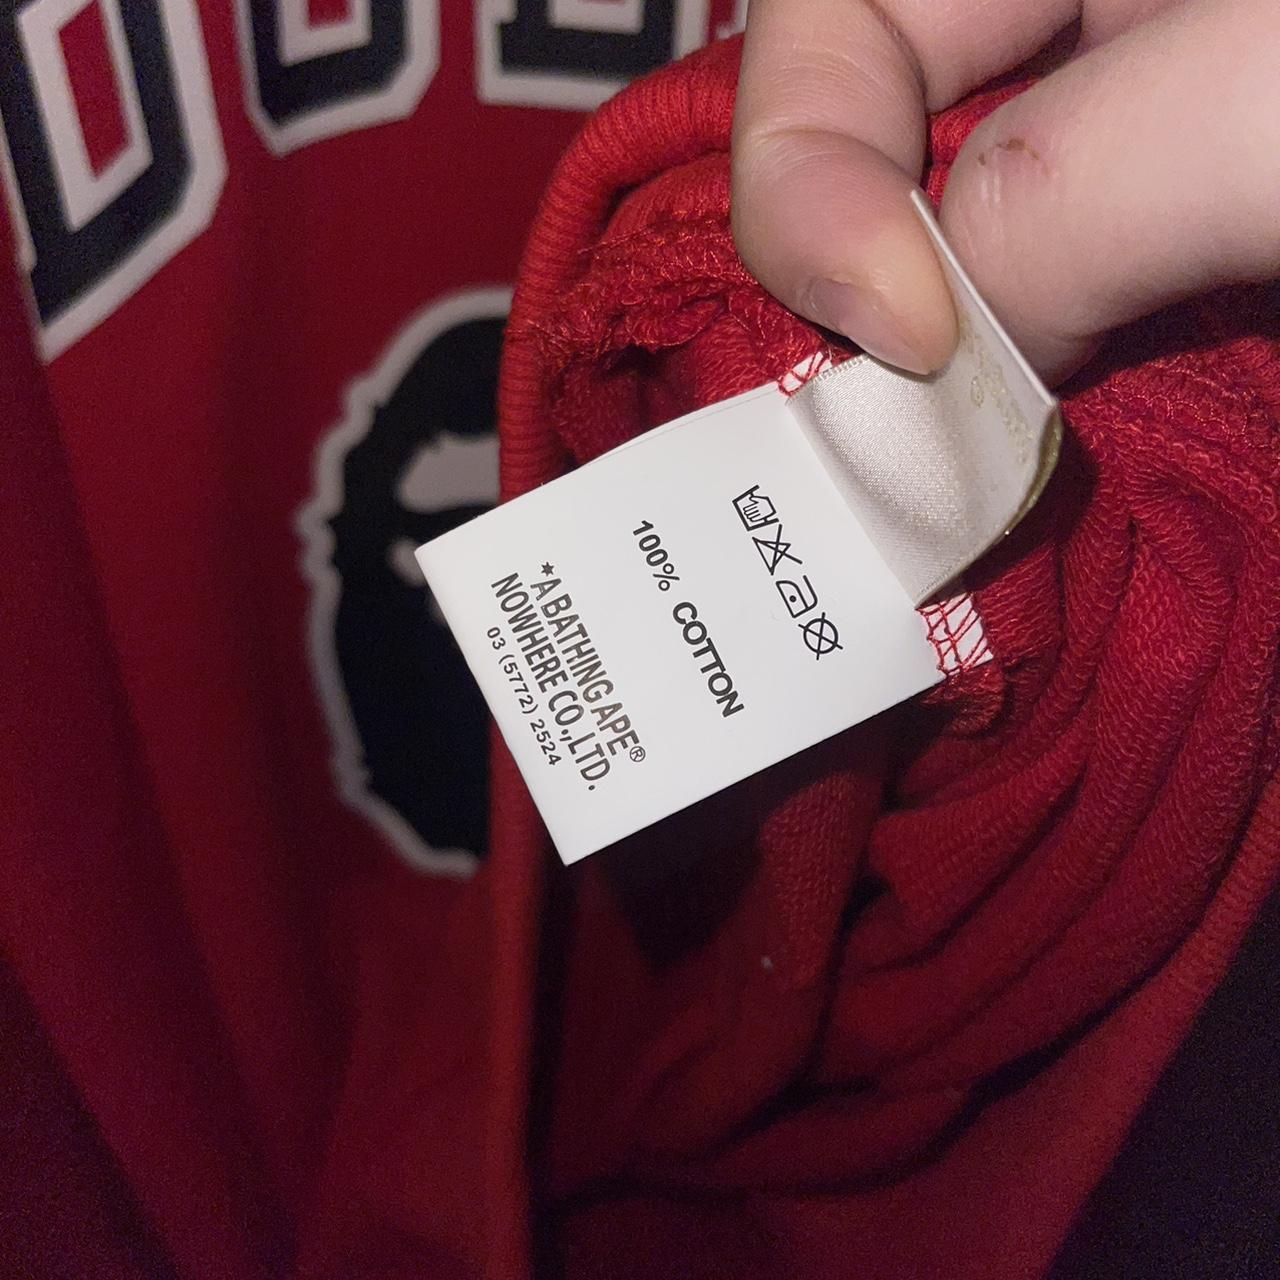 100% COTTON
*A BATHING APE®
NOWHERE CO.,LTD.
03 (5772) 2524